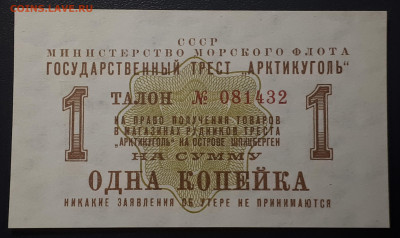 COINS.LAVE.RU
СССР
МИНИСТЕРСТВО МОРСКОГО ФЛОТА
ГОСУДАРСТВЕННЫЙ ТРЕСТ „АРКТИКУГОЛЬ“
ТАЛОН № 081432
НА ПРАВО ПОЛУЧЕНИЯ ТОВАРОВ
В МАГАЗИНАХ РУДНИКОВ ТРЕСТА
„АРКТИКУГОЛЬ“ НА ОСТРОВЕ ШПИЦБЕРГЕН
НА СУММУ
1 1
ОДНА КОПЕЙКА
НИКАКИЕ ЗАЯВЛЕНИЯ ОБ УТЕРЕ НЕ ПРИНИМАЮТСЯ